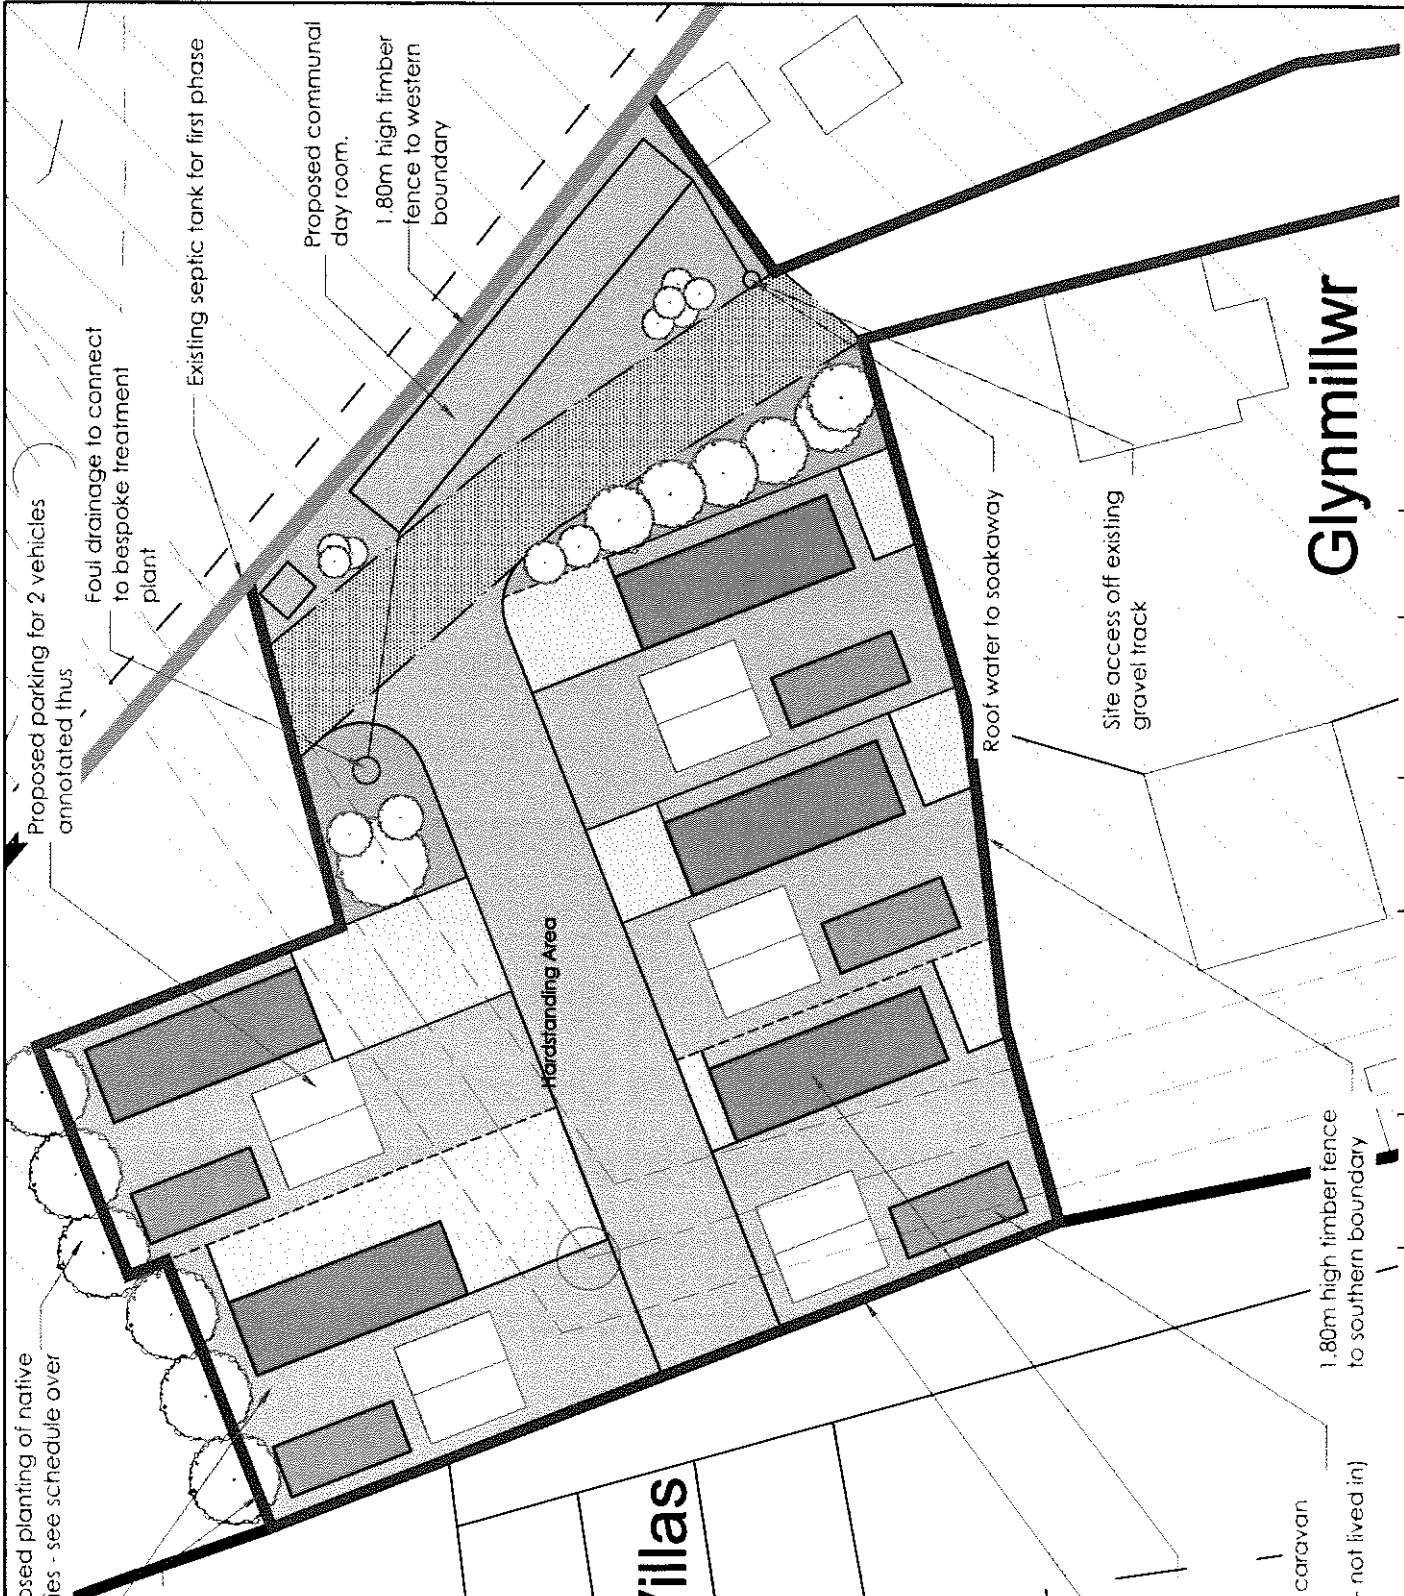 osed planting of native
ies - see schedule over
Proposed parking for 2 vehicles
annotated thus
Foul drainage to connect
to bespoke treatment
plant
Existing septic tank for first phase
Proposed communal
day room.
1.80m high timber
fence to western
boundary
Hardstanding Area
Villas
Roof water to soakaway
Site access off existing
gravel track
Glynmillwr
1.80m high timber fence
to southern boundary
caravan
- not lived in)